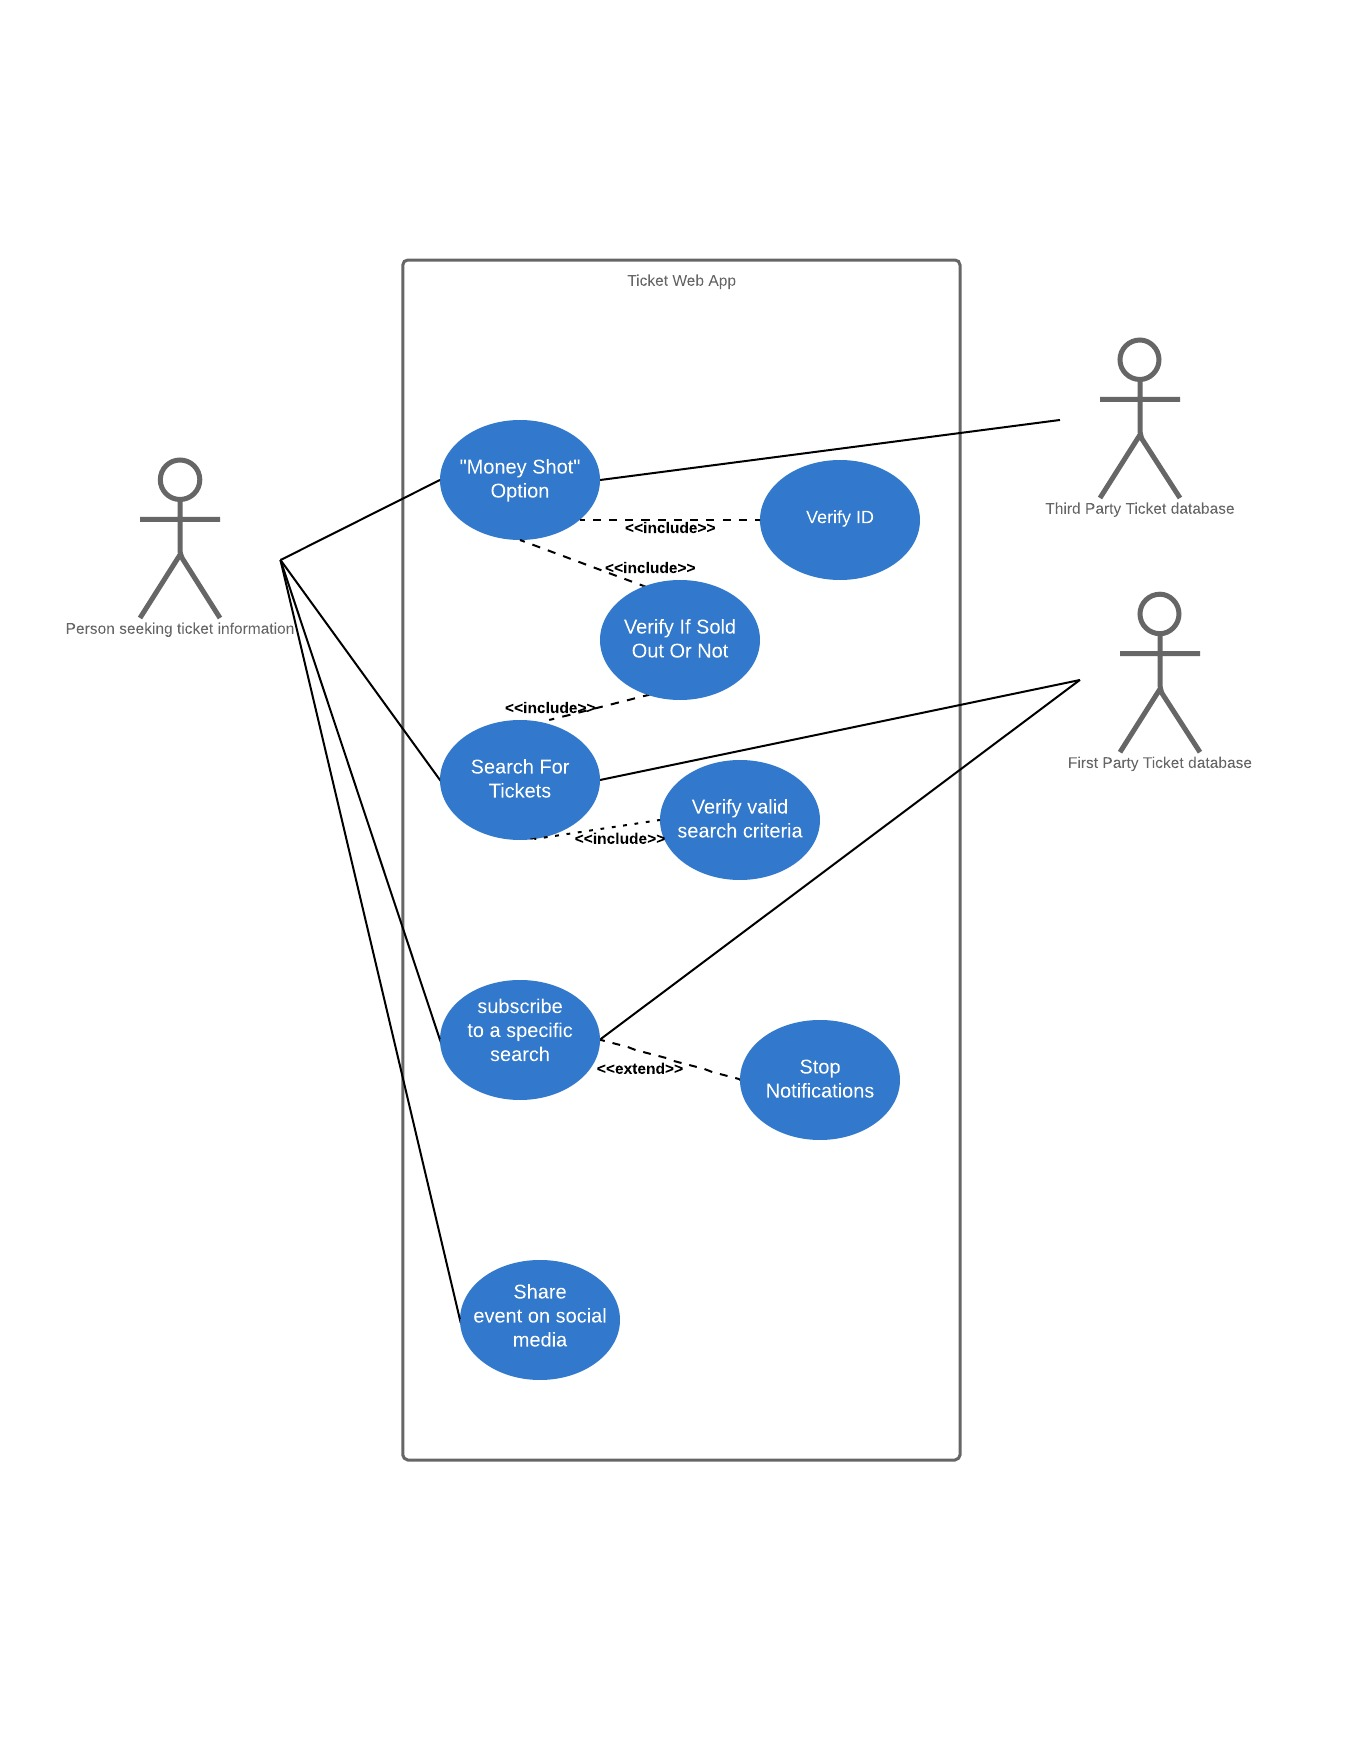 Ticket Web App
"Money Shot"
Option
Third Party Ticket database
Verify ID
<<include>>
<<include>>
Person seeking ticket information
Verify If Sold
Out Or Not
<<include>>
First Party Ticket database
Search For
Tickets
Verify valid
search criteria
<<include>>
subscribe
to a specific
search
<<extend>>
Stop
Notifications
Share
event on social
media